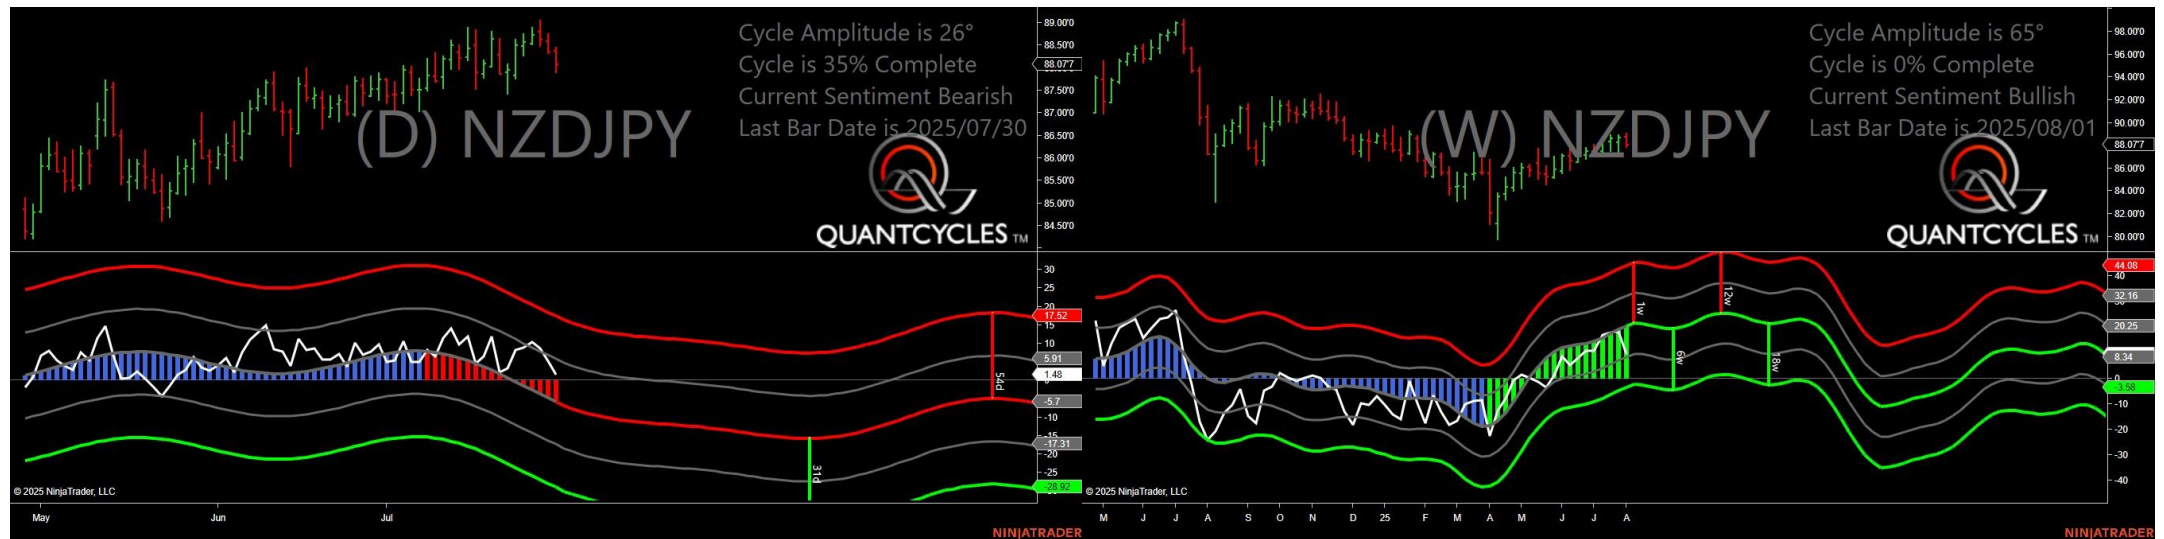 Cycle Amplitude is 26°
Cycle is 35% Complete
Current Sentiment Bearish
Last Bar Date is 2025/07/30
(D) NZDJPY
QUANTCYCLES TM
89.00'0
88.50'0
88.077
87.50'0
87.00'0
86.50'0
86.00'0
85.50'0
85.00'0
84.50'0
30
25
20
17.52
15
10
5.91
1.48
-5.7
-10
-15
-17.31
-20
-25
-28.92
54d
31d
© 2025 NinjaTrader, LLC
May Jun Jul
NINJATRADER
Cycle Amplitude is 65°
Cycle is 0% Complete
Current Sentiment Bullish
Last Bar Date is 2025/08/01
(W) NZDJPY
QUANTCYCLES TM
98.00'0
96.00'0
94.00'0
92.00'0
90.00'0
88.077
86.00'0
84.00'0
82.00'0
80.00'0
44.08
40
32.16
20.25
8.34
0
-3.58
-10
-20
-30
-40
1w
12w
6w
18w
© 2025 NinjaTrader, LLC
M J J A S O N D 25 F M A M J J A
NINJATRADER